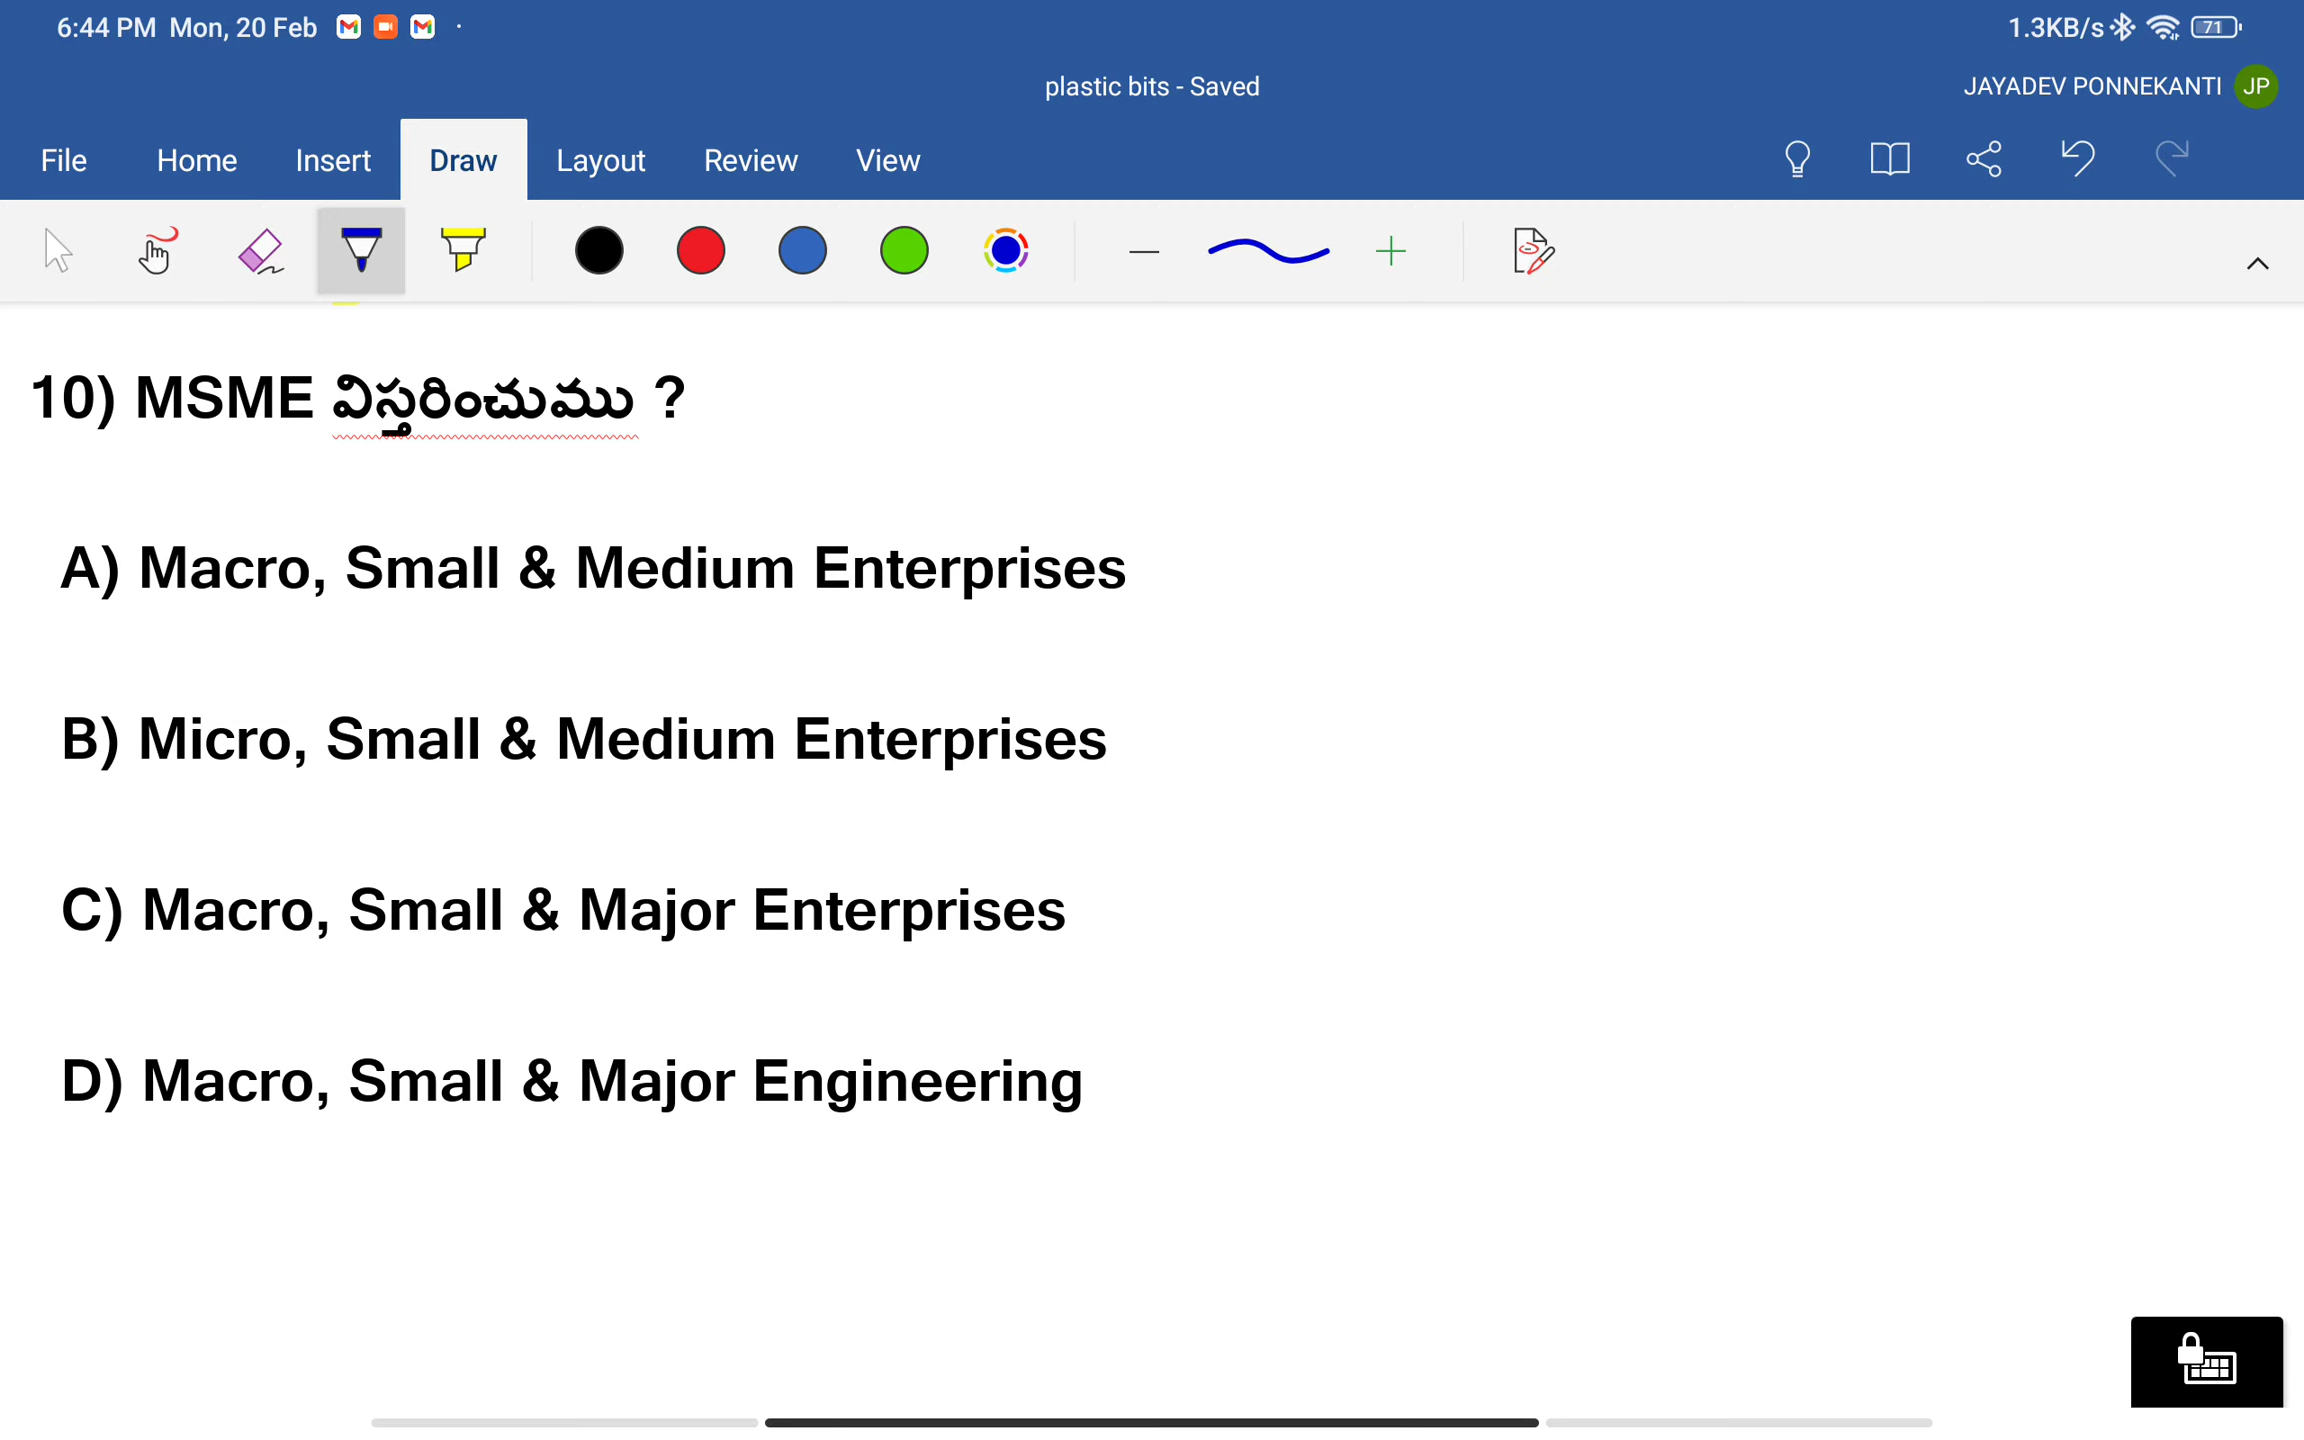 6:44 PM Mon, 20 Feb
1.3KB/s 71
plastic bits - Saved
JAYADEV PONNEKANTI JP
File Home Insert Draw Layout Review View
10) MSME విస్తరించుము ?
A) Macro, Small & Medium Enterprises
B) Micro, Small & Medium Enterprises
C) Macro, Small & Major Enterprises
D) Macro, Small & Major Engineering